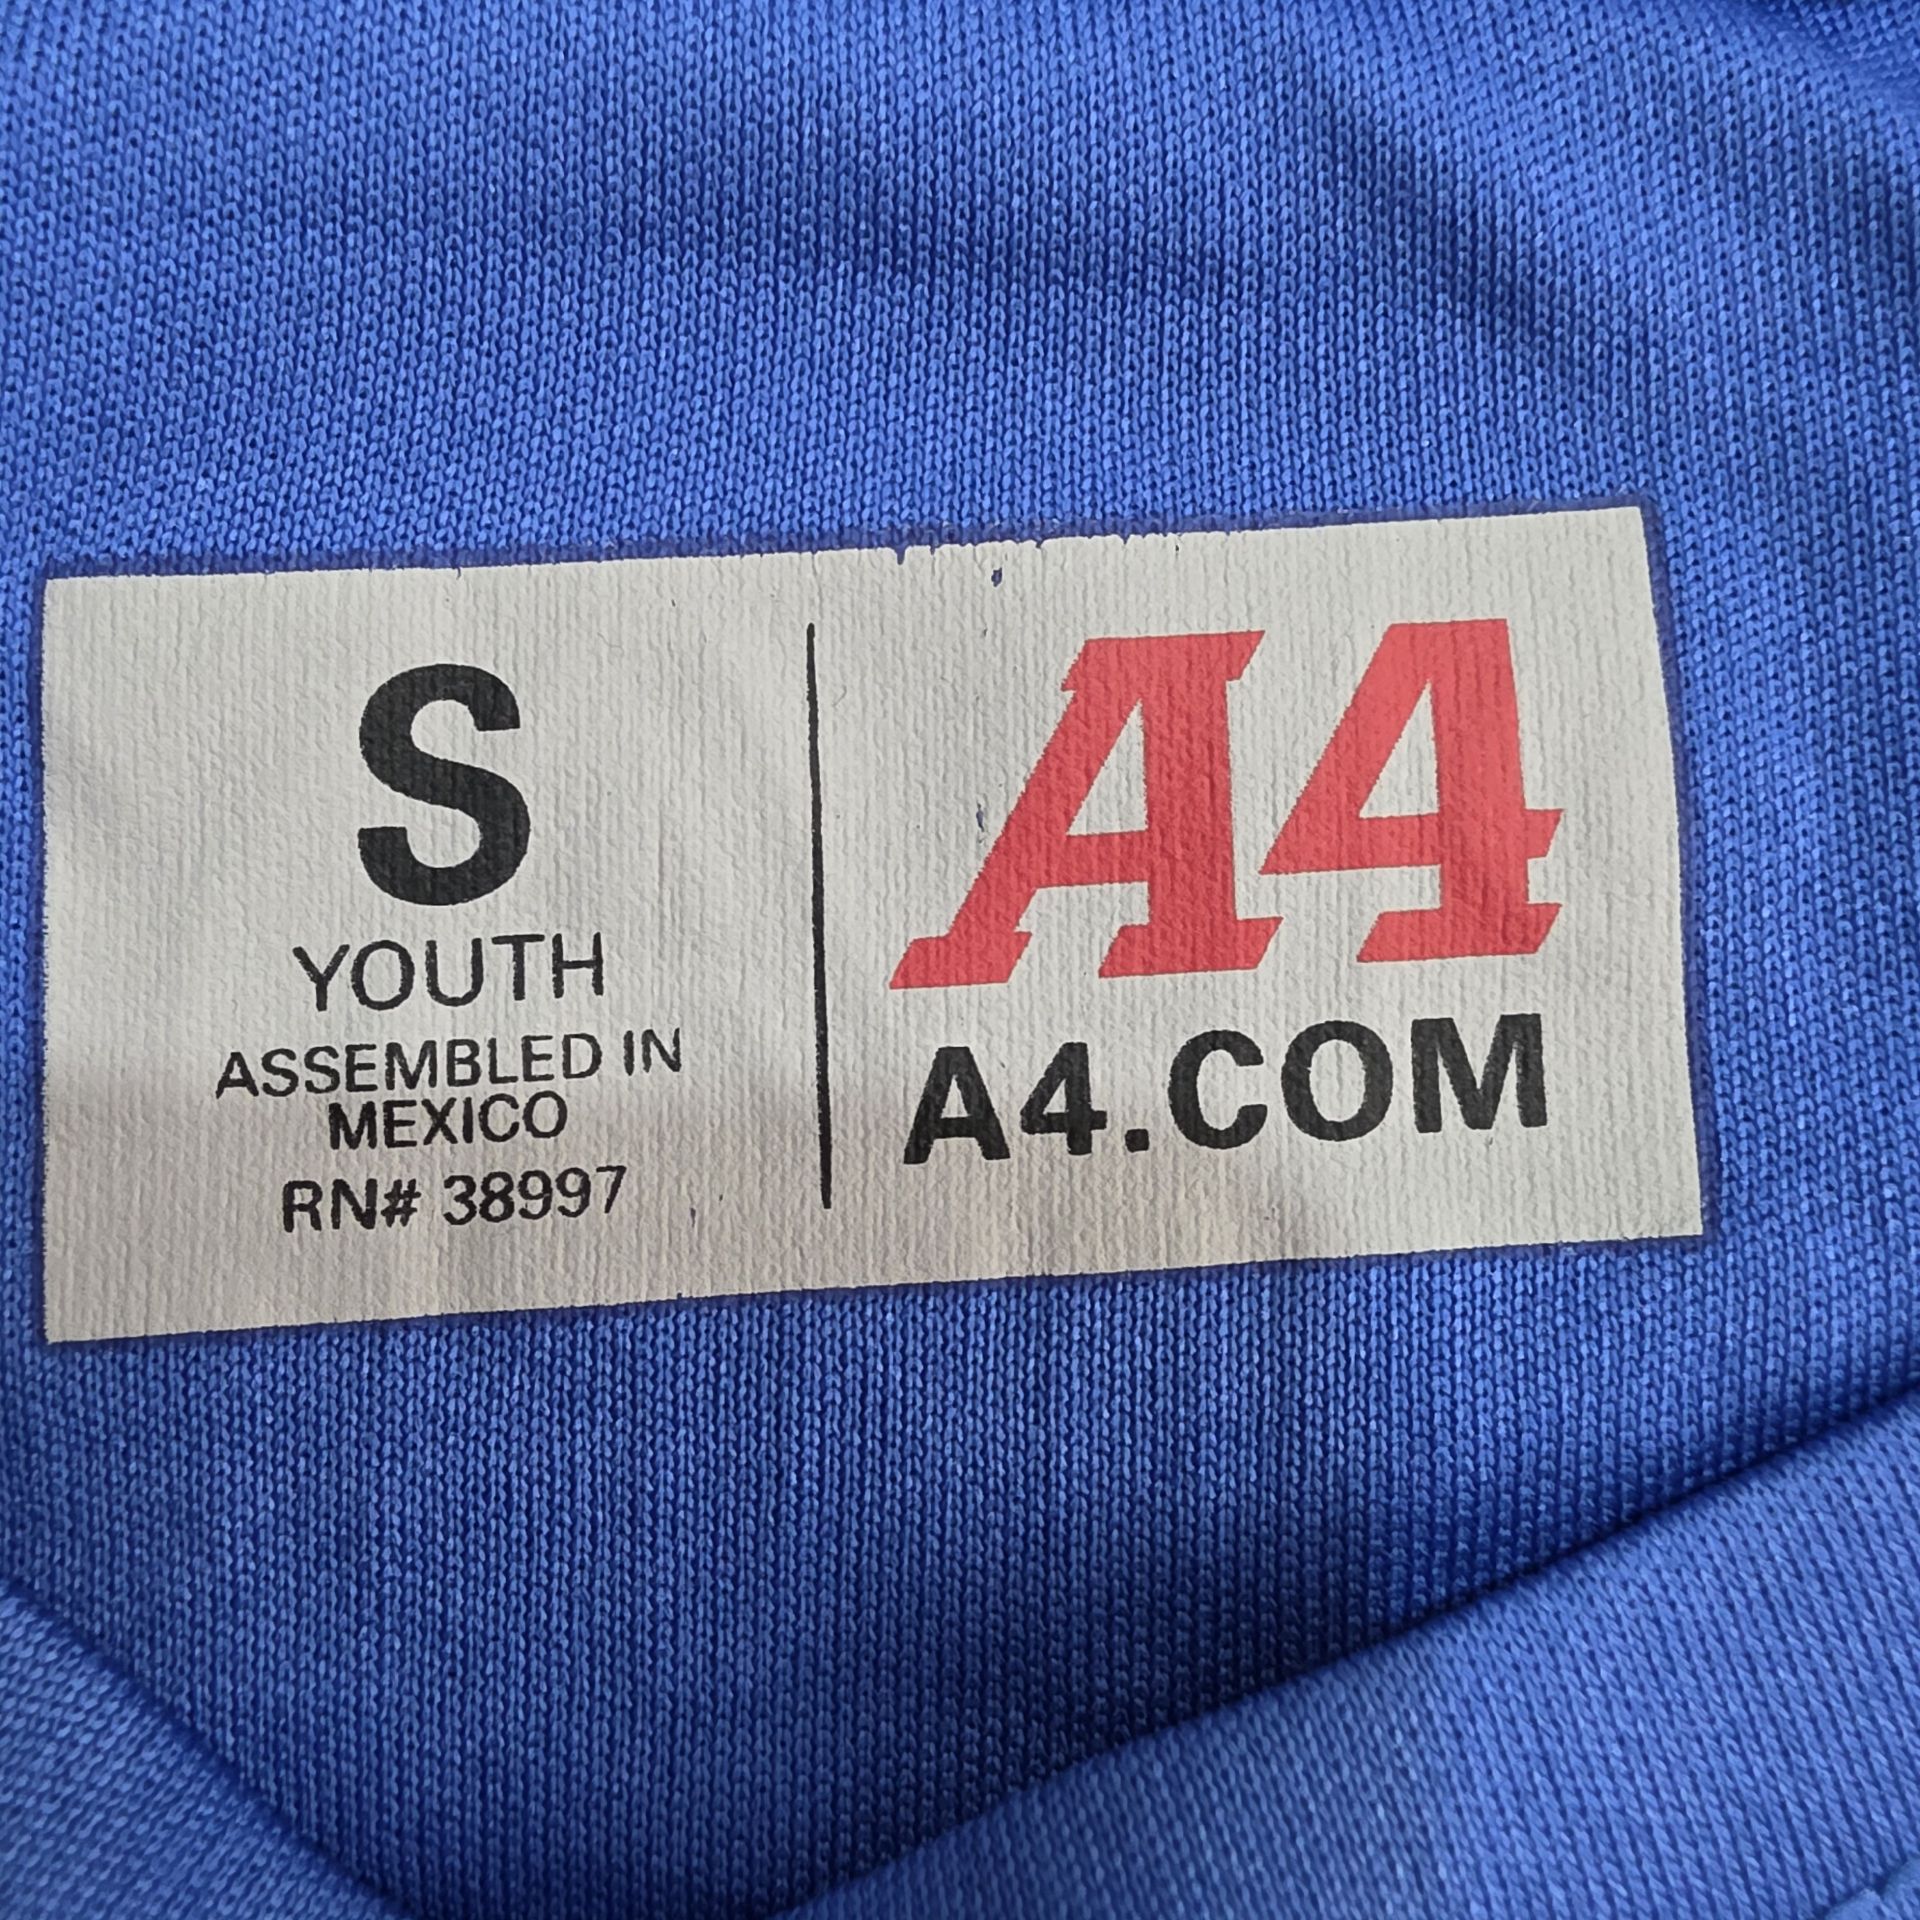 S
YOUTH
ASSEMBLED IN
MEXICO
RN# 38997
A4
A4.COM